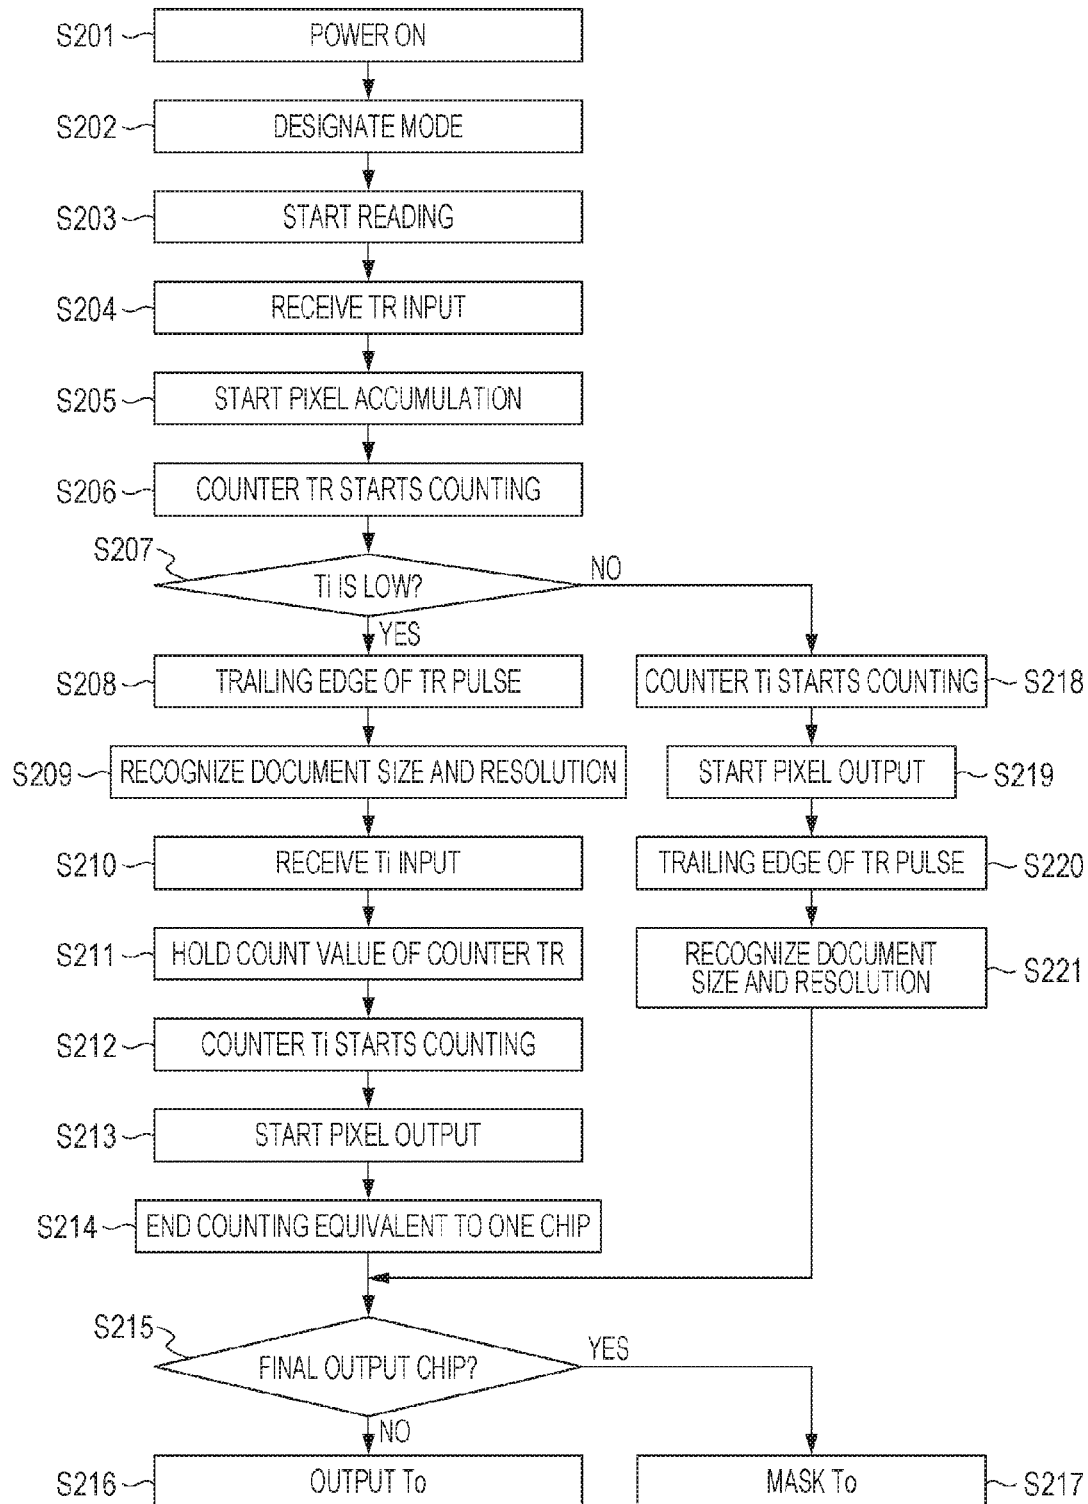 S201
POWER ON
S202
DESIGNATE MODE
S203
START READING
S204
RECEIVE TR INPUT
S205
START PIXEL ACCUMULATION
S206
COUNTER TR STARTS COUNTING
S207
Ti IS LOW?
NO
YES
S208
TRAILING EDGE OF TR PULSE
COUNTER Ti STARTS COUNTING
S218
S209
RECOGNIZE DOCUMENT SIZE AND RESOLUTION
START PIXEL OUTPUT
S219
S210
RECEIVE Ti INPUT
TRAILING EDGE OF TR PULSE
S220
S211
HOLD COUNT VALUE OF COUNTER TR
RECOGNIZE DOCUMENT
SIZE AND RESOLUTION
S221
S212
COUNTER Ti STARTS COUNTING
S213
START PIXEL OUTPUT
S214
END COUNTING EQUIVALENT TO ONE CHIP
S215
FINAL OUTPUT CHIP?
YES
NO
S216
OUTPUT To
MASK To
S217